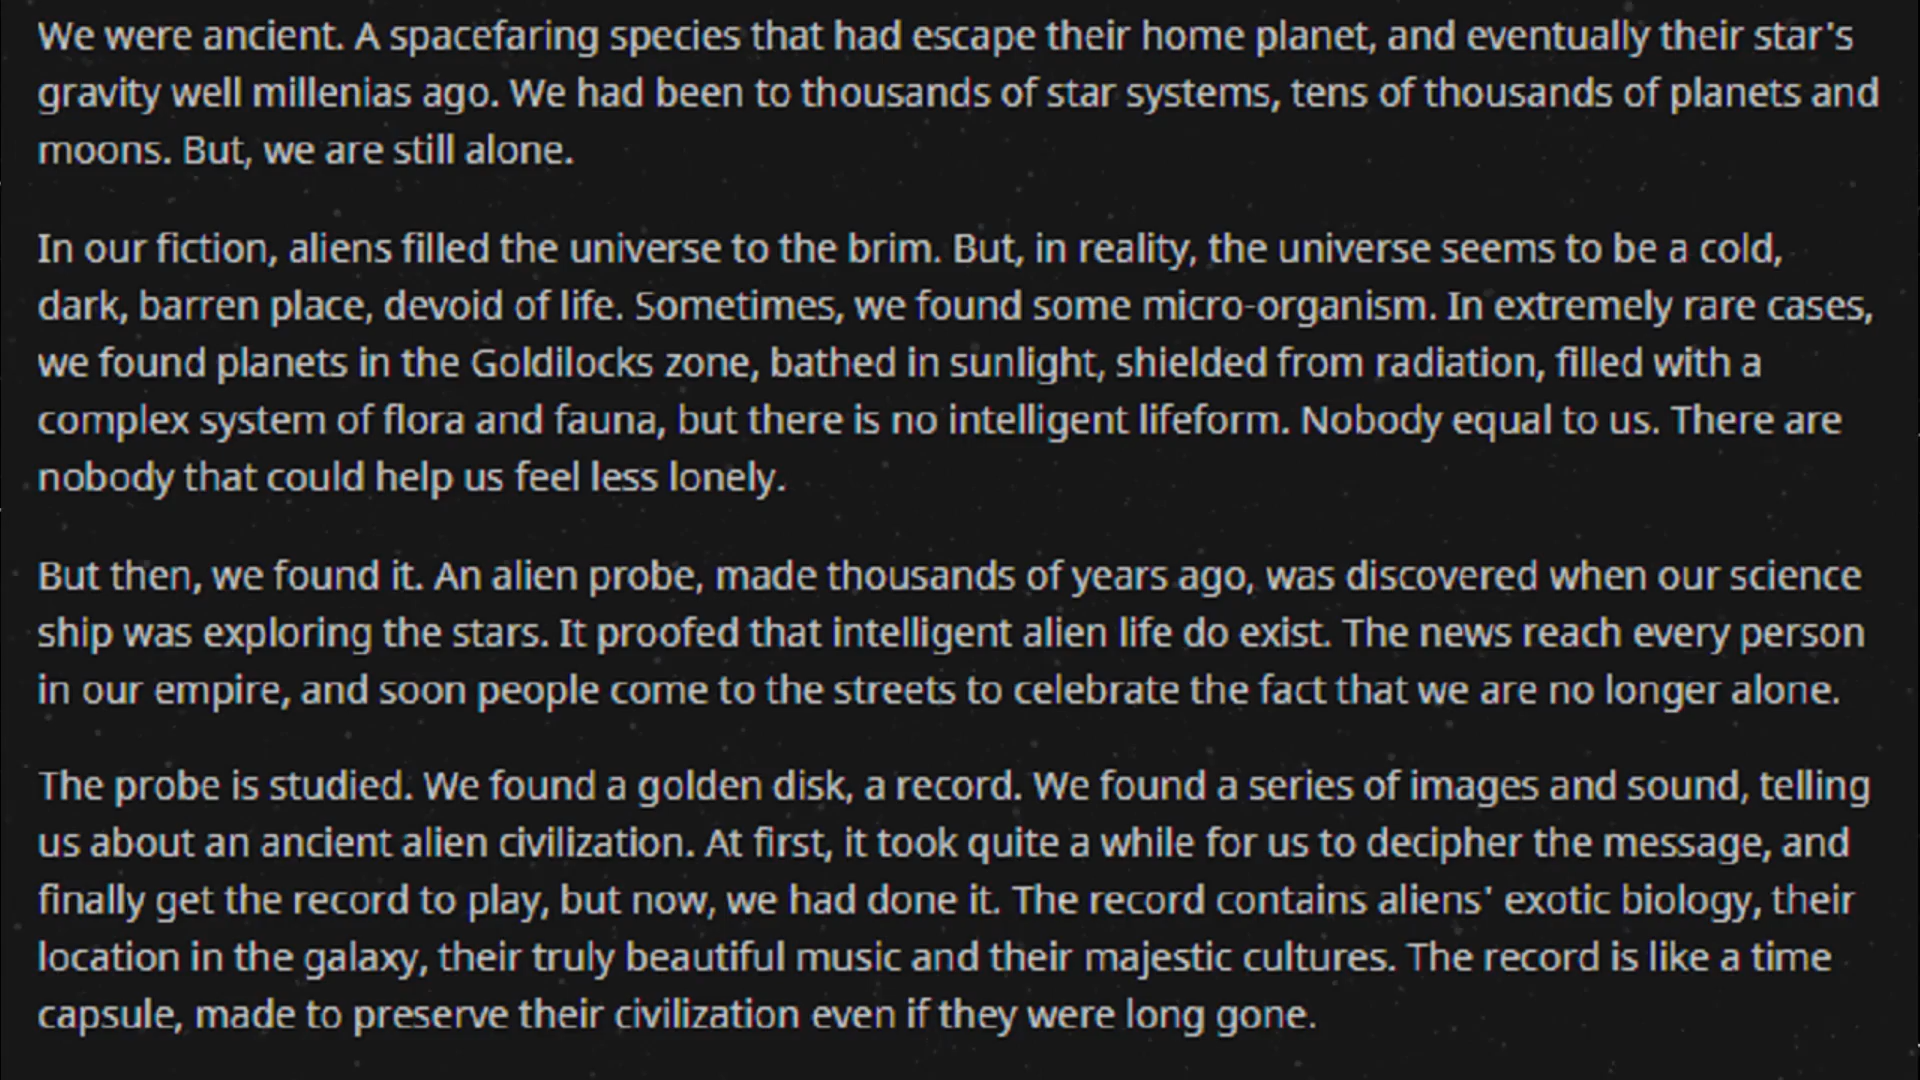 We were ancient. A spacefaring species that had escape their home planet, and eventually their star's
gravity well millenias ago. We had been to thousands of star systems, tens of thousands of planets and
moons. But, we are still alone.
In our fiction, aliens filled the universe to the brim. But, in reality, the universe seems to be a cold,
dark, barren place, devoid of life. Sometimes, we found some micro-organism. In extremely rare cases,
we found planets in the Goldilocks zone, bathed in sunlight, shielded from radiation, filled with a
complex system of flora and fauna, but there is no intelligent lifeform. Nobody equal to us. There are
nobody that could help us feel less lonely.
But then, we found it. An alien probe, made thousands of years ago, was discovered when our science
ship was exploring the stars. It proofed that intelligent alien life do exist. The news reach every person
in our empire, and soon people come to the streets to celebrate the fact that we are no longer alone.
The probe is studied. We found a golden disk, a record. We found a series of images and sound, telling
us about an ancient alien civilization. At first, it took quite a while for us to decipher the message, and
finally get the record to play, but now, we had done it. The record contains aliens' exotic biology, their
location in the galaxy, their truly beautiful music and their majestic cultures. The record is like a time
capsule, made to preserve their civilization even if they were long gone.